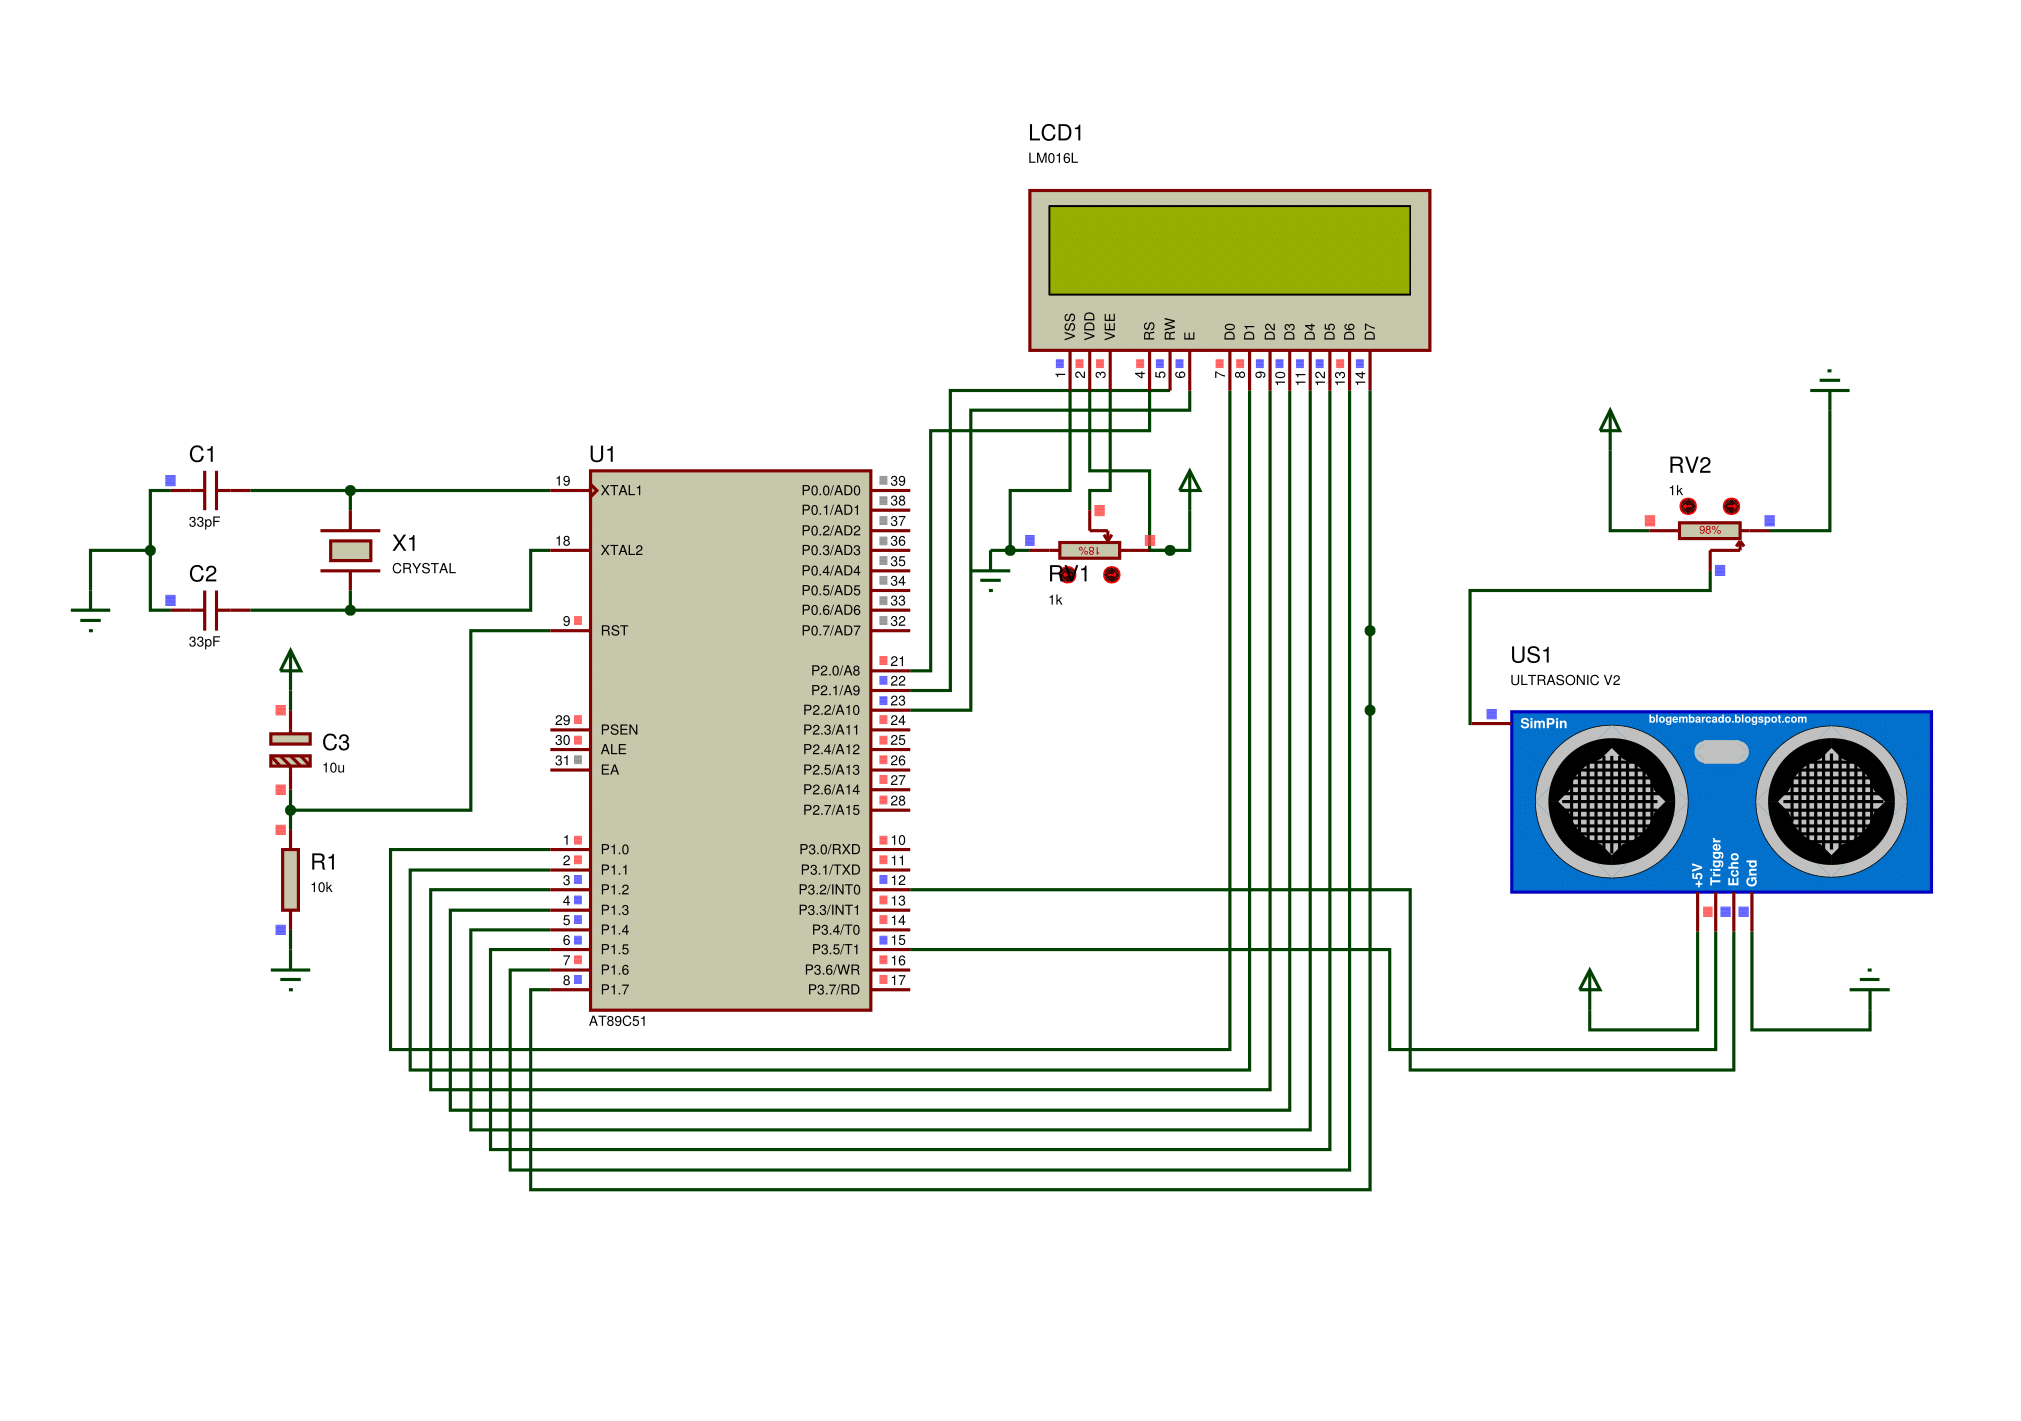 LCD1
LM016L
VSS
VDD
VEE
RS
RW
E
D0
D1
D2
D3
D4
D5
D6
D7
1
2
3
4
5
6
7
8
9
10
11
12
13
14
C1
33pF
C2
33pF
X1
CRYSTAL
C3
10u
R1
10k
U1
19 XTAL1
18 XTAL2
9 RST
29 PSEN
30 ALE
31 EA
1 P1.0
2 P1.1
3 P1.2
4 P1.3
5 P1.4
6 P1.5
7 P1.6
8 P1.7
P0.0/AD0 39
P0.1/AD1 38
P0.2/AD2 37
P0.3/AD3 36
P0.4/AD4 35
P0.5/AD5 34
P0.6/AD6 33
P0.7/AD7 32
P2.0/A8 21
P2.1/A9 22
P2.2/A10 23
P2.3/A11 24
P2.4/A12 25
P2.5/A13 26
P2.6/A14 27
P2.7/A15 28
P3.0/RXD 10
P3.1/TXD 11
P3.2/INT0 12
P3.3/INT1 13
P3.4/T0 14
P3.5/T1 15
P3.6/WR 16
P3.7/RD 17
AT89C51
18%
RV1
1k
RV2
1k
98%
US1
ULTRASONIC V2
SimPin
blogembarcado.blogspot.com
+5V
Trigger
Echo
Gnd